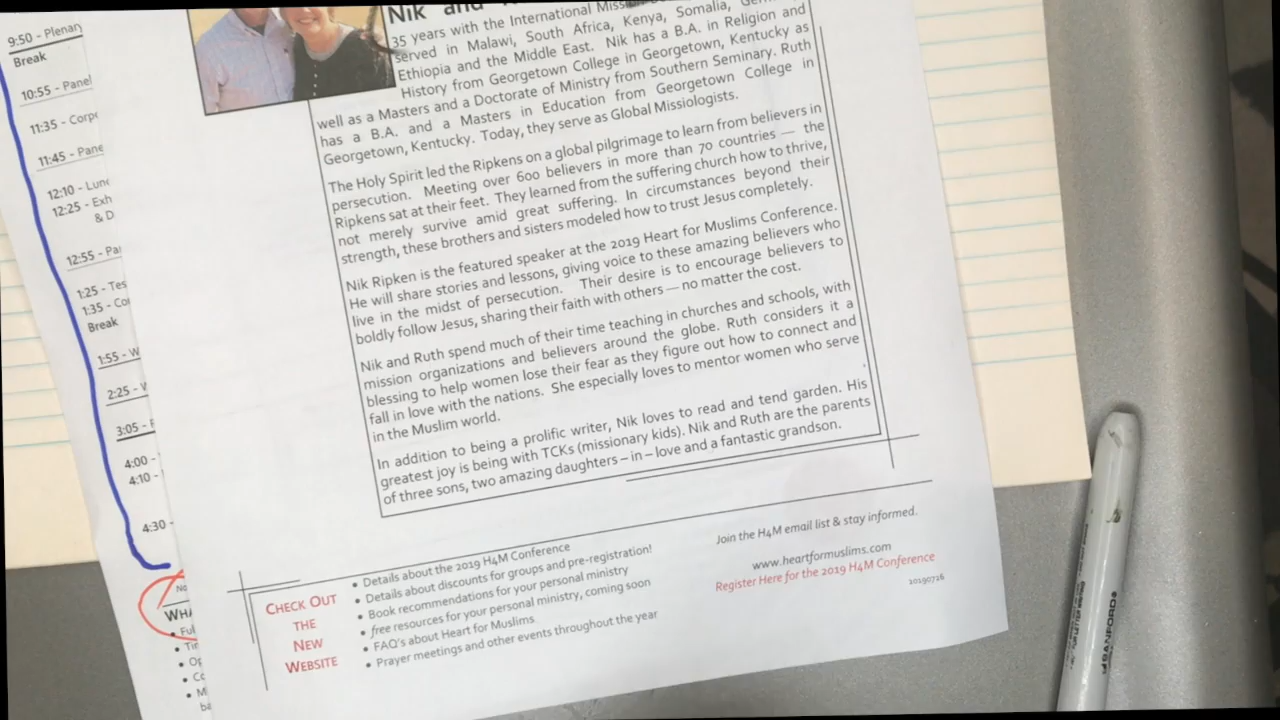 9:50 - Plenary
Break
10:55 - Panel
11:35 -
11:45 -
12:10 -
12:25 -
& D
12:55 -
1:25 -
1:35 -
Break
1:55 - W
2:25 -
3:05 -
4:00 -
4:10 -
4:30 -
Nik and
35 years with the International
served in Malawi, South Africa, Kenya, Somalia,
Ethiopia and the Middle East. Nik has a B.A. in Religion and
History from Georgetown College in Georgetown, Kentucky as
well as a Masters and a Doctorate of Ministry from Southern Seminary. Ruth
has a B.A. and a Masters in Education from Georgetown College in
Georgetown, Kentucky. Today, they serve as Global Missiologists.
The Holy Spirit led the Ripkens on a global pilgrimage to learn from believers in
persecution. Meeting over 600 believers in more than 70 countries — the
Ripkens sat at their feet. They learned from the suffering church how to thrive,
not merely survive amid great suffering. In circumstances beyond their
strength, these brothers and sisters modeled how to trust Jesus completely.
Nik Ripken is the featured speaker at the 2019 Heart for Muslims Conference.
He will share stories and lessons, giving voice to these amazing believers who
live in the midst of persecution. Their desire is to encourage believers to
boldly follow Jesus, sharing their faith with others — no matter the cost.
Nik and Ruth spend much of their time teaching in churches and schools, with
mission organizations and believers around the globe. Ruth considers it a
blessing to help women lose their fear as they figure out how to connect and
fall in love with the nations. She especially loves to mentor women who serve
in the Muslim world.
In addition to being a prolific writer, Nik loves to read and tend garden. His
greatest joy is being with TCKs (missionary kids). Nik and Ruth are the parents
of three sons, two amazing daughters – in – love and a fantastic grandson.
CHECK OUT
THE
NEW
WEBSITE
• Details about the 2019 H4M Conference
• Details about discounts for groups and pre-registration!
• Book recommendations for your personal ministry
• free resources for your personal ministry, coming soon
• FAQ's about Heart for Muslims
• Prayer meetings and other events throughout the year
Join the H4M email list & stay informed.
www.heartformuslims.com
Register Here for the 2019 H4M Conference
20190726
SANFORD®